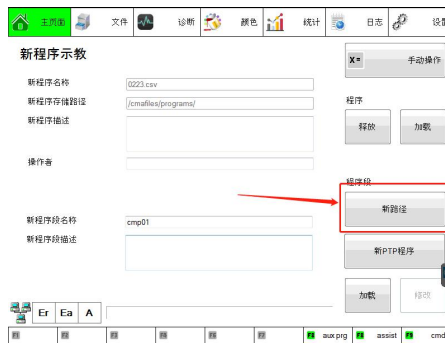 主页面 文件 诊断 颜色 统计 日志
新程序示教
X= 手动操作
新程序名称 0223.csv
新程序存储路径 /cmafiles/programs/
程序
新程序描述
释放 加载
操作者
程序段
新路径
新程序段名称 cmp01
新程序段描述
新PTP程序
加载 修改
Er Ea A
F1 F2 F3 F4 F5 F7 F8 aux prg F8 assist F9 cmd